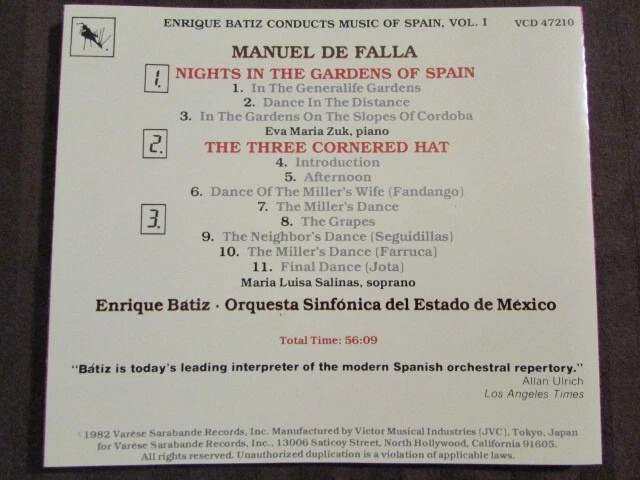 ENRIQUE BATIZ CONDUCTS MUSIC OF SPAIN, VOL. I VCD 47210
MANUEL DE FALLA
1. NIGHTS IN THE GARDENS OF SPAIN
1. In The Generalife Gardens
2. Dance In The Distance
3. In The Gardens On The Slopes Of Cordoba
Eva Maria Zuk, piano
2. THE THREE CORNERED HAT
4. Introduction
5. Afternoon
6. Dance Of The Miller's Wife (Fandango)
7. The Miller's Dance
3.
8. The Grapes
9. The Neighbor's Dance (Seguidillas)
10. The Miller's Dance (Farruca)
11. Final Dance (Jota)
Maria Luisa Salinas, soprano
Enrique Bátiz · Orquesta Sinfónica del Estado de México
Total Time: 56:09
"Bátiz is today's leading interpreter of the modern Spanish orchestral repertory."
Allan Ulrich
Los Angeles Times
©1982 Varèse Sarabande Records, Inc. Manufactured by Victor Musical Industries (JVC), Tokyo, Japan
for Varèse Sarabande Records, Inc., 13006 Saticoy Street, North Hollywood, California 91605.
All rights reserved. Unauthorized duplication is a violation of applicable laws.